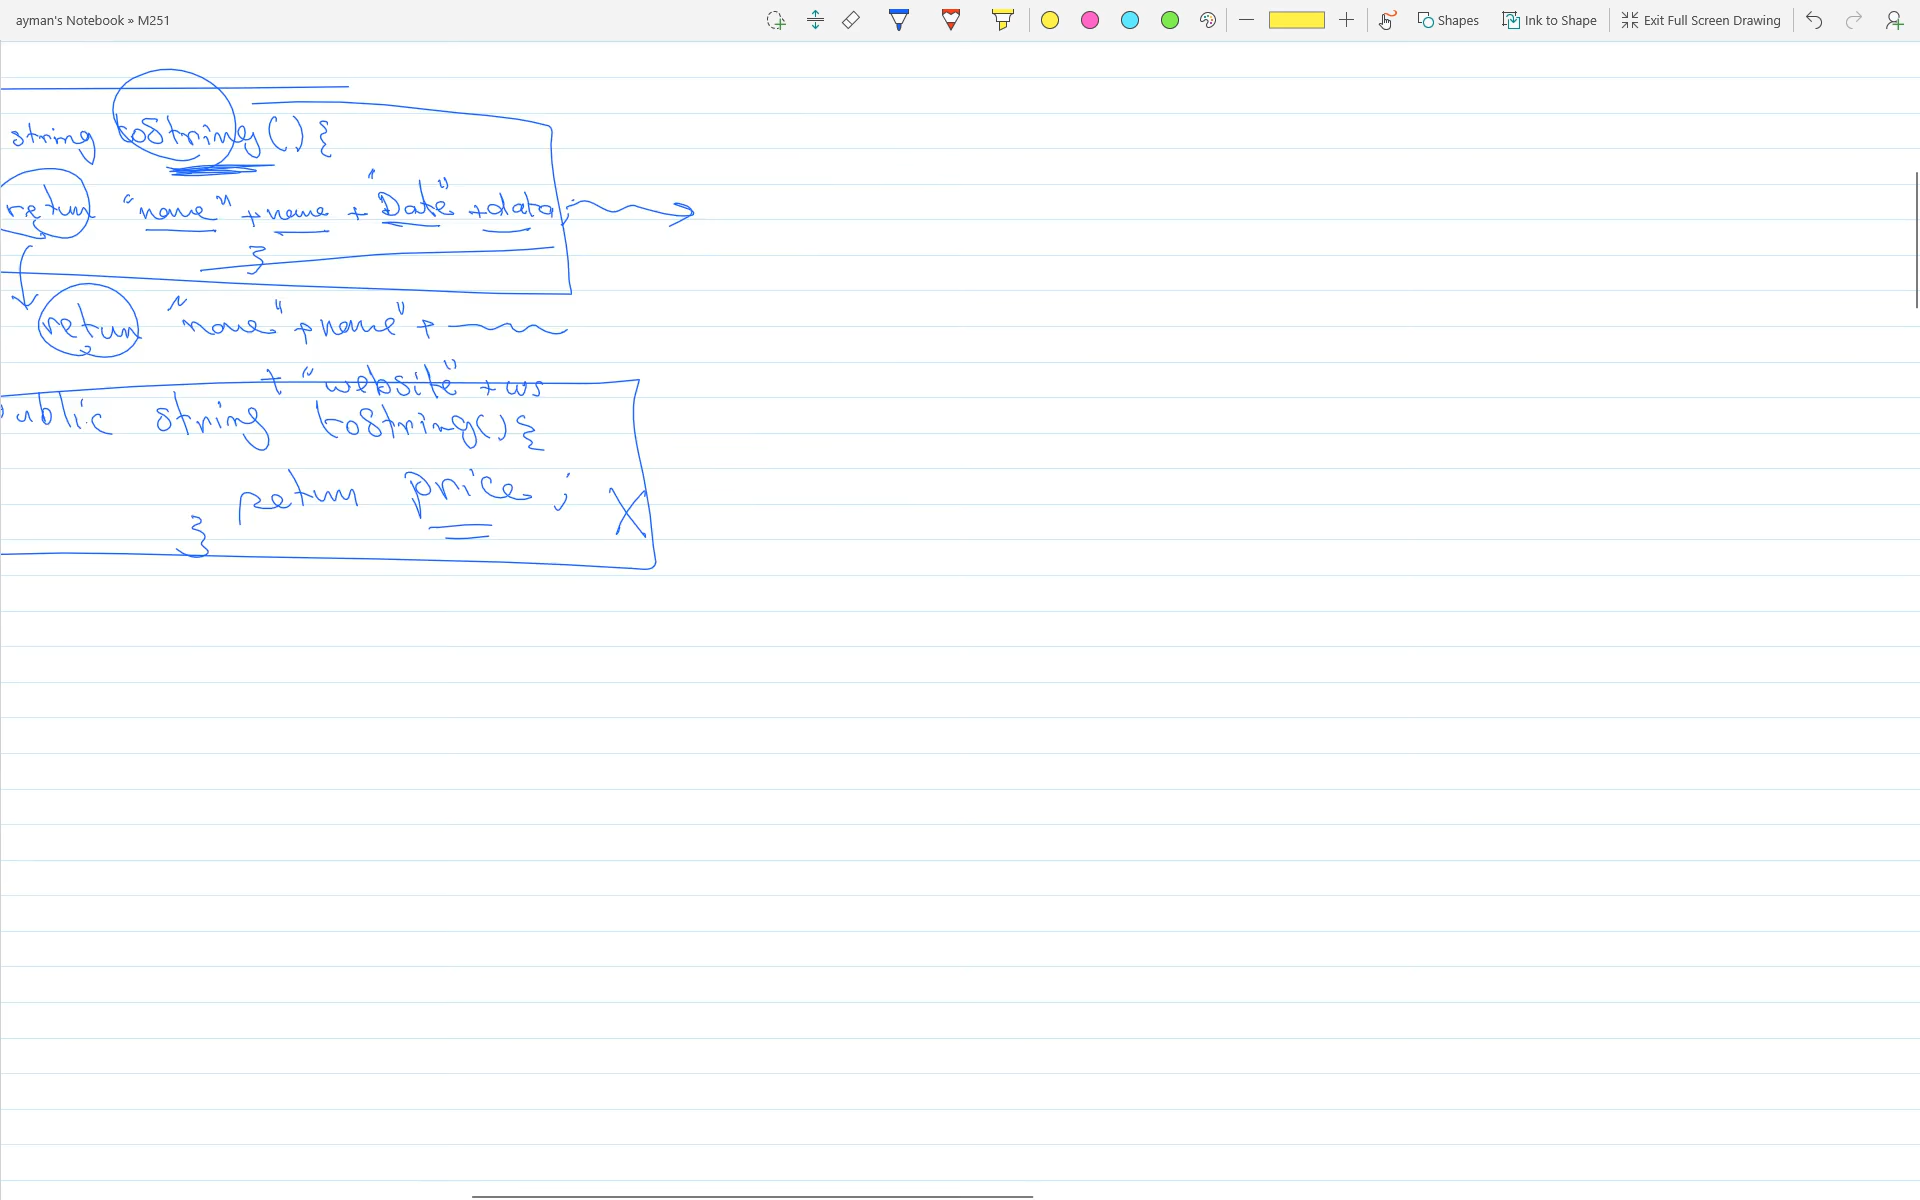 ayman's Notebook » M251
Shapes Ink to Shape Exit Full Screen Drawing
string toString(){
return "name" + name + "Date" + data;
}
return "name" + name" +
+ "website" + ws
public string toString(){
return price;
}
X